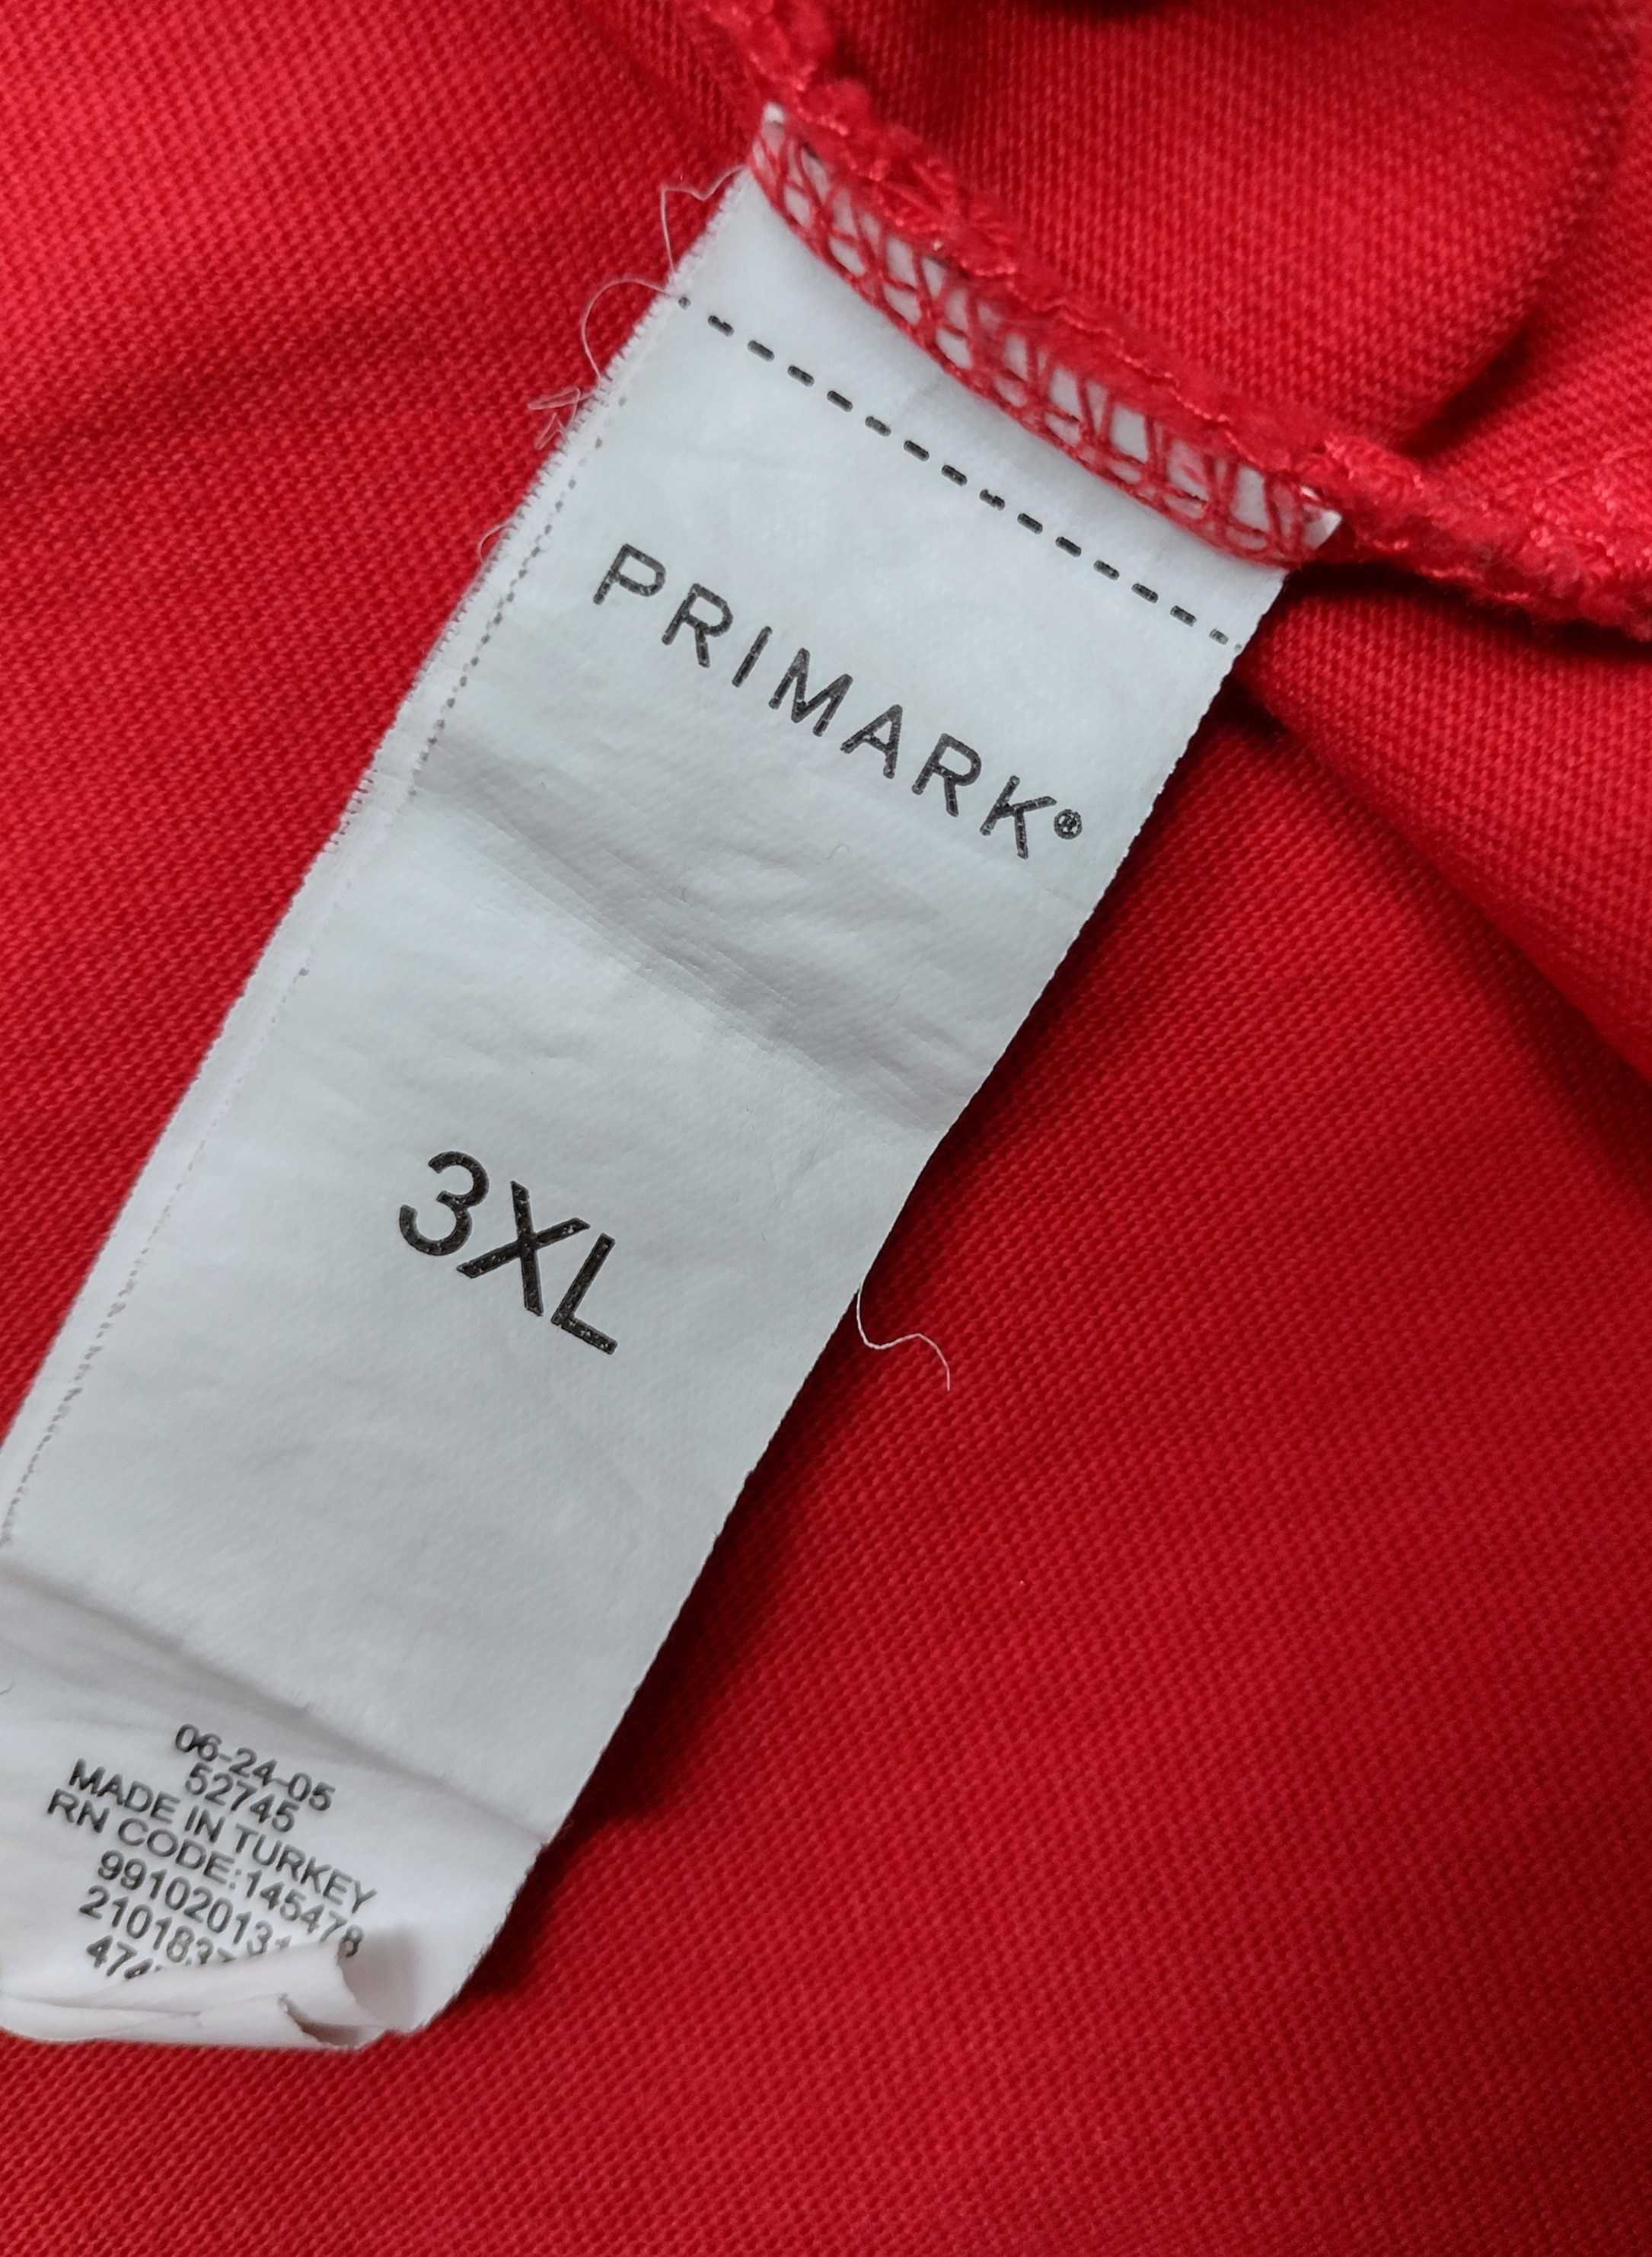 PRIMARK®
3XL
06-24-05
52745
MADE IN TURKEY
RN CODE:145478